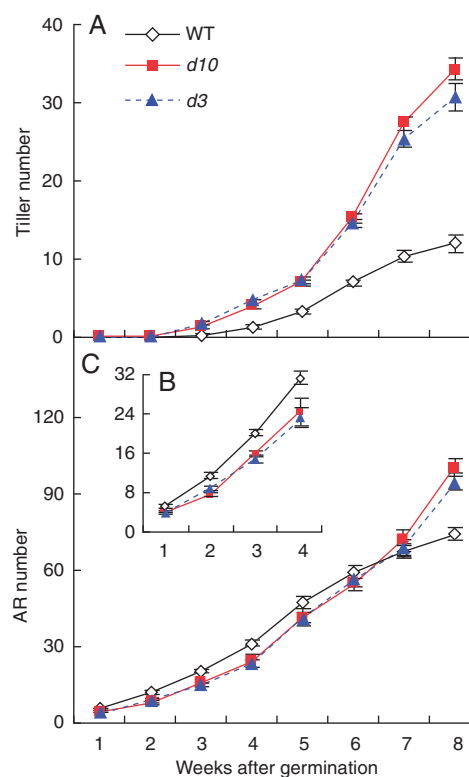 A
WT
d10
d3
Tiller number
40
30
20
10
0
C
B
AR number
120
90
60
30
0
32
24
16
8
0
1 2 3 4
1 2 3 4 5 6 7 8
Weeks after germination